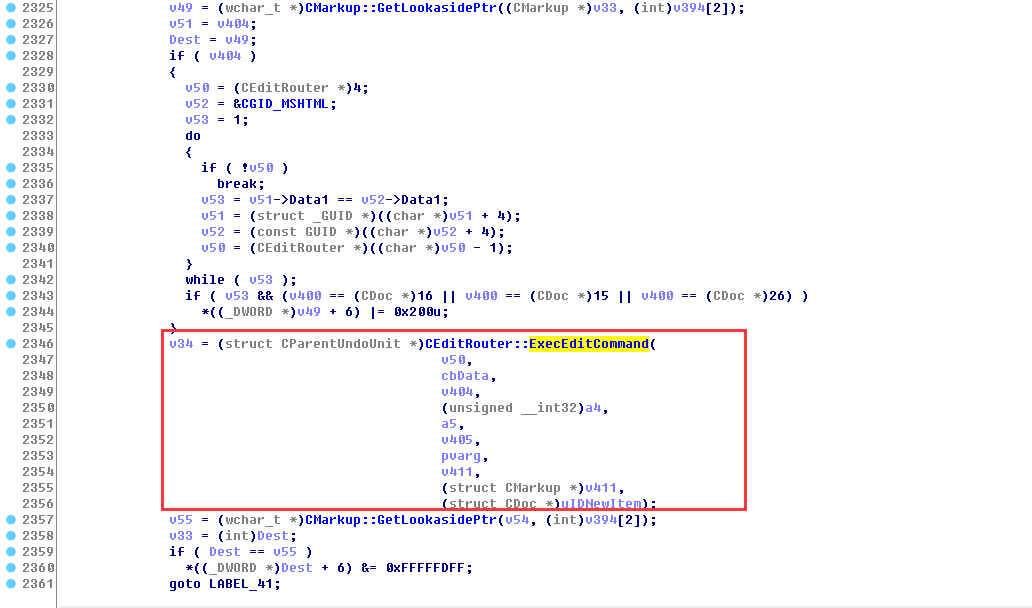 2325 v49 = (wchar_t *)CMarkup::GetLookasidePtr((CMarkup *)v33, (int)v394[2]);
2326 v51 = v404;
2327 Dest = v49;
2328 if ( v404 )
2329 {
2330 v50 = (CEditRouter *)4;
2331 v52 = &CGID_MSHTML;
2332 v53 = 1;
2333 do
2334 {
2335 if ( !v50 )
2336 break;
2337 v53 = v51->Data1 == v52->Data1;
2338 v51 = (struct _GUID *)((char *)v51 + 4);
2339 v52 = (const GUID *)((char *)v52 + 4);
2340 v50 = (CEditRouter *)((char *)v50 - 1);
2341 }
2342 while ( v53 );
2343 if ( v53 && (v400 == (CDoc *)16 || v400 == (CDoc *)15 || v400 == (CDoc *)26) )
2344 *((_DWORD *)v49 + 6) |= 0x200u;
2345 }
2346 v34 = (struct CParentUndoUnit *)CEditRouter::ExecEditCommand(
2347 v50,
2348 cbData,
2349 v404,
2350 (unsigned __int32)a4,
2351 a5,
2352 v405,
2353 pvarg,
2354 v411,
2355 (struct CMarkup *)v411,
2356 (struct CDoc *)uIDNewItem);
2357 v55 = (wchar_t *)CMarkup::GetLookasidePtr(v54, (int)v394[2]);
2358 v33 = (int)Dest;
2359 if ( Dest == v55 )
2360 *((_DWORD *)Dest + 6) &= 0xFFFFFDFF;
2361 goto LABEL_41;